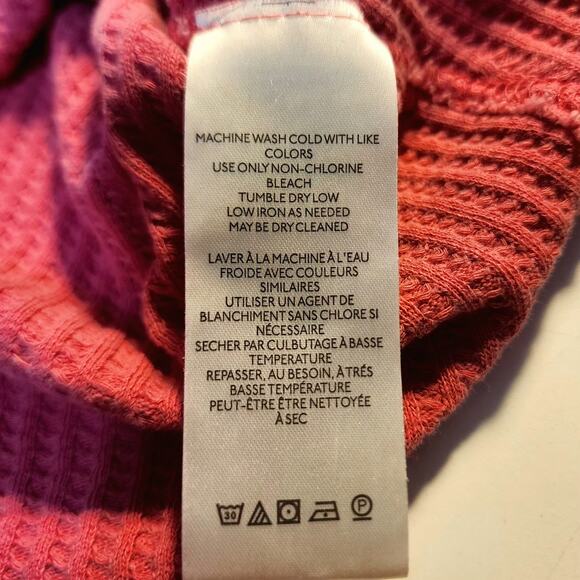 MACHINE WASH COLD WITH LIKE
COLORS
USE ONLY NON-CHLORINE
BLEACH
TUMBLE DRY LOW
LOW IRON AS NEEDED
MAY BE DRY CLEANED
LAVER À LA MACHINE À L'EAU
FROIDE AVEC COULEURS
SIMILAIRES
UTILISER UN AGENT DE
BLANCHIMENT SANS CHLORE SI
NÉCESSAIRE
SECHER PAR CULBUTAGE À BASSE
TEMPERATURE
REPASSER, AU BESOIN, À TRÉS
BASSE TEMPÉRATURE
PEUT-ÊTRE ÊTRE NETTOYÉE
À SEC
30 P